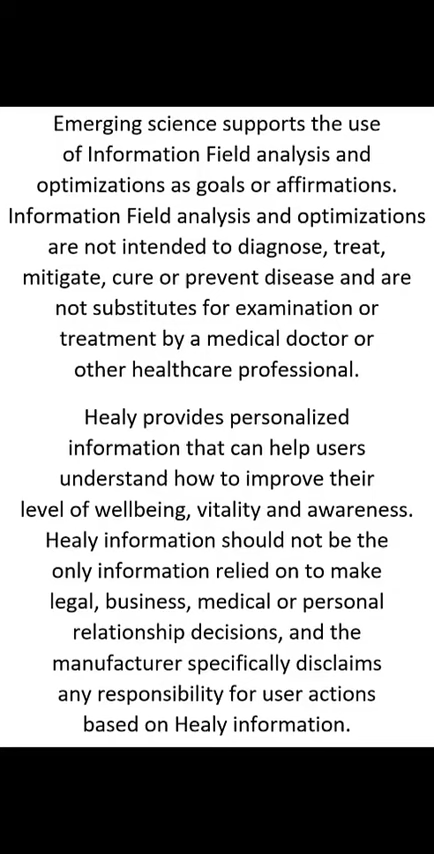 Emerging science supports the use
of Information Field analysis and
optimizations as goals or affirmations.
Information Field analysis and optimizations
are not intended to diagnose, treat,
mitigate, cure or prevent disease and are
not substitutes for examination or
treatment by a medical doctor or
other healthcare professional.
Healy provides personalized
information that can help users
understand how to improve their
level of wellbeing, vitality and awareness.
Healy information should not be the
only information relied on to make
legal, business, medical or personal
relationship decisions, and the
manufacturer specifically disclaims
any responsibility for user actions
based on Healy information.